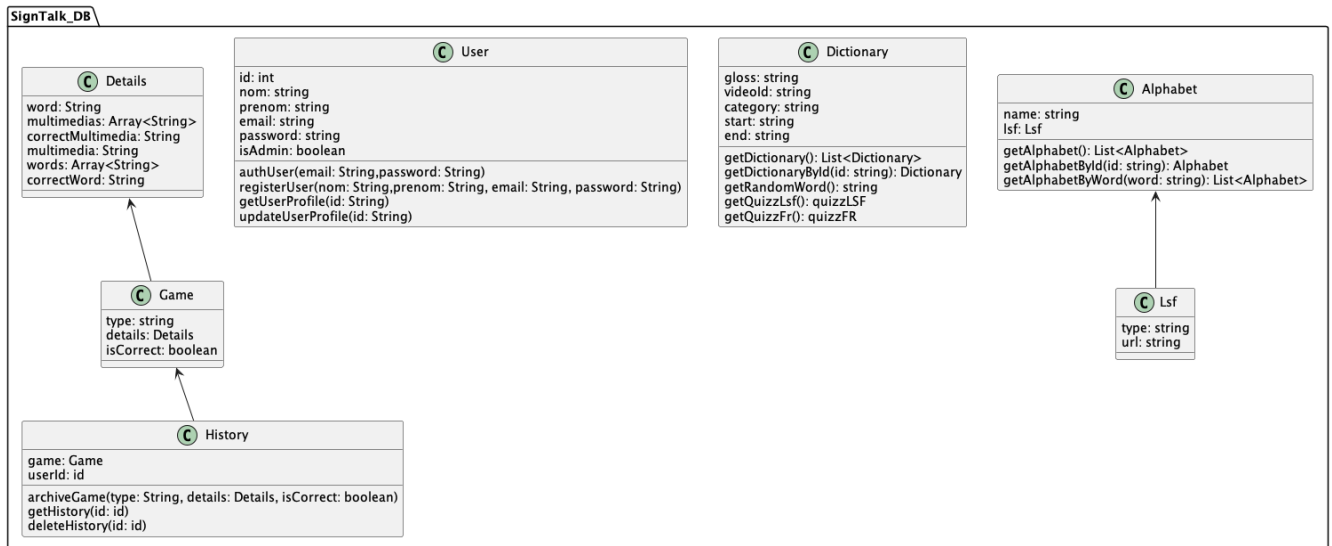 SignTalk_DB
C Details
word: String
multimedias: Array<String>
correctMultimedia: String
multimedia: String
words: Array<String>
correctWord: String
C User
id: int
nom: string
prenom: string
email: string
password: string
isAdmin: boolean
authUser(email: String,password: String)
registerUser(nom: String,prenom: String, email: String, password: String)
getUserProfile(id: String)
updateUserProfile(id: String)
C Dictionary
gloss: string
videoId: string
category: string
start: string
end: string
getDictionary(): List<Dictionary>
getDictionaryById(id: string): Dictionary
getRandomWord(): string
getQuizzLsf(): quizzLSF
getQuizzFr(): quizzFR
C Alphabet
name: string
lsf: Lsf
getAlphabet(): List<Alphabet>
getAlphabetById(id: string): Alphabet
getAlphabetByWord(word: string): List<Alphabet>
C Game
type: string
details: Details
isCorrect: boolean
C Lsf
type: string
url: string
C History
game: Game
userId: id
archiveGame(type: String, details: Details, isCorrect: boolean)
getHistory(id: id)
deleteHistory(id: id)